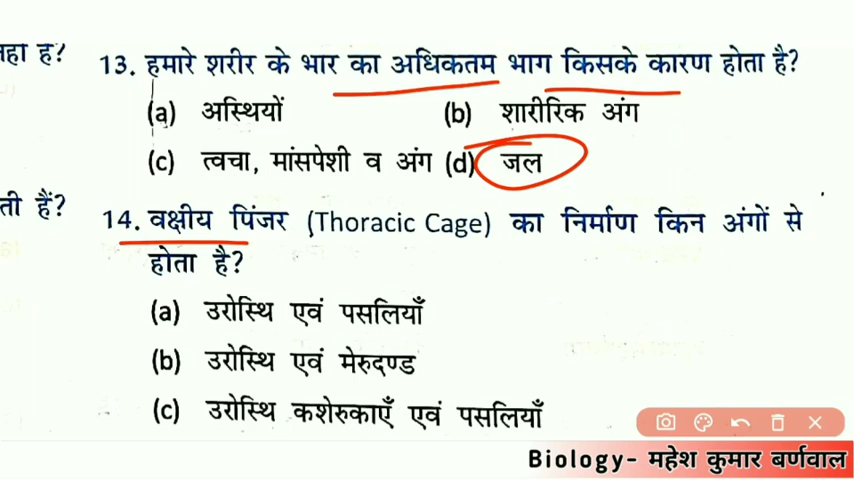 नहा ह?
13. हमारे शरीर के भार का अधिकतम भाग किसके कारण होता है?
(a) अस्थियों (b) शारीरिक अंग
(c) त्वचा, मांसपेशी व अंग (d) जल
ती हैं?
14. वक्षीय पिंजर (Thoracic Cage) का निर्माण किन अंगों से
होता है?
(a) उरोस्थि एवं पसलियाँ
(b) उरोस्थि एवं मेरुदण्ड
(c) उरोस्थि कशेरुकाएँ एवं पसलियाँ
Biology- महेश कुमार बर्णवाल